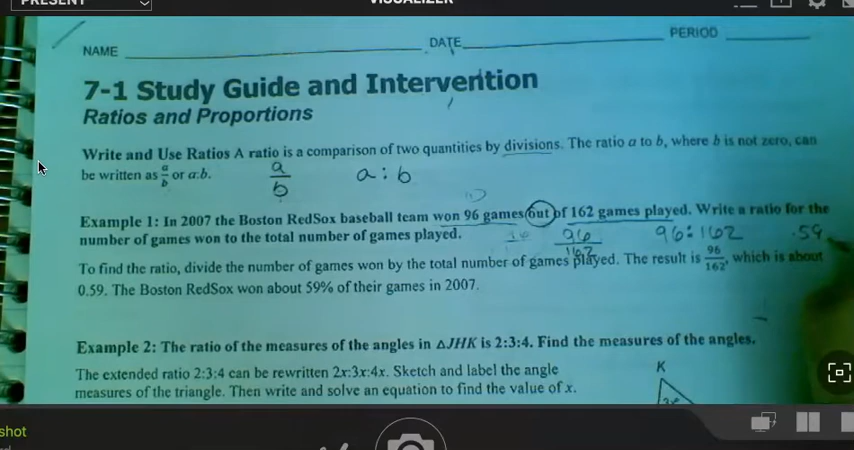 PRESENT
VISUALIZER
NAME DATE PERIOD
7-1 Study Guide and Intervention
Ratios and Proportions
Write and Use Ratios A ratio is a comparison of two quantities by divisions. The ratio a to b, where b is not zero, can
be written as a/b or a:b. a/b a:b
Example 1: In 2007 the Boston RedSox baseball team won 96 games out of 162 games played. Write a ratio for the
number of games won to the total number of games played. 96/162 96:162 .59
To find the ratio, divide the number of games won by the total number of games played. The result is 96/162, which is about
0.59. The Boston RedSox won about 59% of their games in 2007.
Example 2: The ratio of the measures of the angles in △JHK is 2:3:4. Find the measures of the angles.
The extended ratio 2:3:4 can be rewritten 2x:3x:4x. Sketch and label the angle
measures of the triangle. Then write and solve an equation to find the value of x.
K
shot